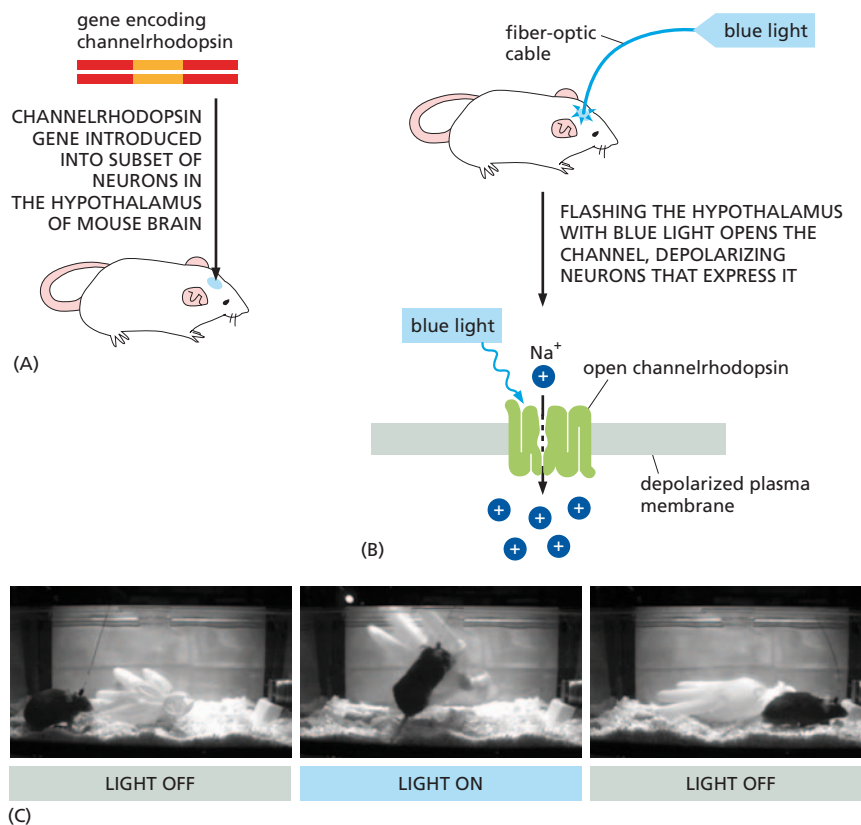 gene encoding
channelrhodopsin
CHANNELRHODOPSIN
GENE INTRODUCED
INTO SUBSET OF
NEURONS IN
THE HYPOTHALAMUS
OF MOUSE BRAIN
(A)
fiber-optic
cable
blue light
FLASHING THE HYPOTHALAMUS
WITH BLUE LIGHT OPENS THE
CHANNEL, DEPOLARIZING
NEURONS THAT EXPRESS IT
blue light
Na⁺
+
open channelrhodopsin
depolarized plasma
membrane
+ + +
+ +
(B)
LIGHT OFF
LIGHT ON
LIGHT OFF
(C)